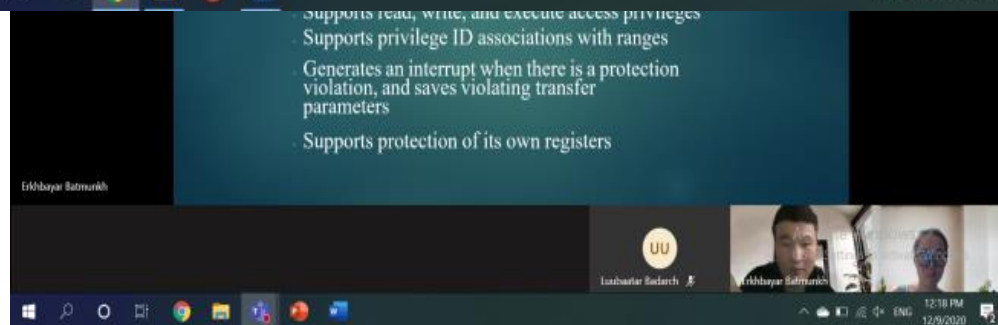 Supports read, write, and execute access privileges
Supports privilege ID associations with ranges
Generates an interrupt when there is a protection
violation, and saves violating transfer
parameters
Supports protection of its own registers
Erkhbayar Batmunkh
UU
Luubaatar Badarch
Erkhbayar Batmunkh
ENG
12:18 PM
12/9/2020